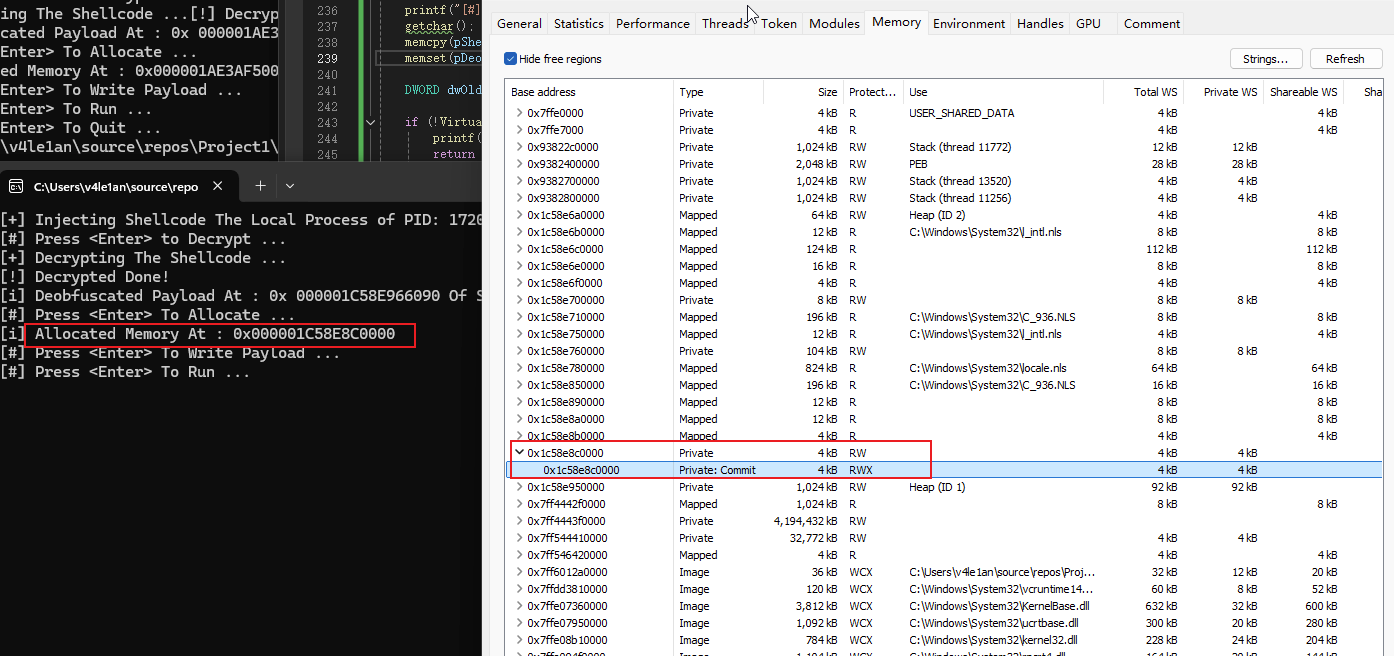 ing The Shellcode ...[!] Decryp
cated Payload At : 0x 000001AE3
Enter> To Allocate ...
ed Memory At : 0x000001AE3AF500
Enter> To Write Payload ...
Enter> To Run ...
Enter> To Quit ...
\v4le1an\source\repos\Project1\
236 printf("[#]
237 getchar();
238 memcpy(pShe
239 memset(pDeo
240
241 DWORD dwOld
242
243 if (!Virtua
244 printf(
245 return
C:\Users\v4le1an\source\repo
[+] Injecting Shellcode The Local Process of PID: 1720
[#] Press <Enter> to Decrypt ...
[+] Decrypting The Shellcode ...
[!] Decrypted Done!
[i] Deobfuscated Payload At : 0x 000001C58E966090 Of S
[#] Press <Enter> To Allocate ...
[i] Allocated Memory At : 0x000001C58E8C0000
[#] Press <Enter> To Write Payload ...
[#] Press <Enter> To Run ...
General Statistics Performance Threads Token Modules Memory Environment Handles GPU Comment
Hide free regions Strings... Refresh
Base address Type Size Protect... Use Total WS Private WS Shareable WS Sha
0x7ffe0000 Private 4 kB R USER_SHARED_DATA 4 kB 4 kB
0x7ffe7000 Private 4 kB R 4 kB 4 kB
0x93822c0000 Private 1,024 kB RW Stack (thread 11772) 12 kB 12 kB
0x9382400000 Private 2,048 kB RW PEB 28 kB 28 kB
0x9382700000 Private 1,024 kB RW Stack (thread 13520) 4 kB 4 kB
0x9382800000 Private 1,024 kB RW Stack (thread 11256) 4 kB 4 kB
0x1c58e6a0000 Mapped 64 kB RW Heap (ID 2) 4 kB 4 kB
0x1c58e6b0000 Mapped 12 kB R C:\Windows\System32\l_intl.nls 8 kB 8 kB
0x1c58e6c0000 Mapped 124 kB R 112 kB 112 kB
0x1c58e6e0000 Mapped 16 kB R 8 kB 8 kB
0x1c58e6f0000 Mapped 4 kB R 4 kB 4 kB
0x1c58e700000 Private 8 kB RW 8 kB 8 kB
0x1c58e710000 Mapped 196 kB R C:\Windows\System32\C_936.NLS 8 kB 8 kB
0x1c58e750000 Mapped 12 kB R C:\Windows\System32\l_intl.nls 4 kB 4 kB
0x1c58e760000 Private 104 kB RW 8 kB 8 kB
0x1c58e780000 Mapped 824 kB R C:\Windows\System32\locale.nls 64 kB 64 kB
0x1c58e850000 Mapped 196 kB R C:\Windows\System32\C_936.NLS 16 kB 16 kB
0x1c58e890000 Mapped 12 kB R 8 kB 8 kB
0x1c58e8a0000 Mapped 12 kB R 8 kB 8 kB
0x1c58e8b0000 Mapped 4 kB R 4 kB 4 kB
0x1c58e8c0000 Private 4 kB RW 4 kB 4 kB
0x1c58e8c0000 Private: Commit 4 kB RWX 4 kB 4 kB
0x1c58e950000 Private 1,024 kB RW Heap (ID 1) 92 kB 92 kB
0x7ff4442f0000 Mapped 1,024 kB R 8 kB 8 kB
0x7ff4443f0000 Private 4,194,432 kB RW
0x7ff544410000 Private 32,772 kB RW 4 kB 4 kB
0x7ff546420000 Mapped 4 kB R 4 kB 4 kB
0x7ff6012a0000 Image 36 kB WCX C:\Users\v4le1an\source\repos\Proj... 32 kB 12 kB 20 kB
0x7ffdd3810000 Image 120 kB WCX C:\Windows\System32\vcruntime14... 60 kB 8 kB 52 kB
0x7ffe07360000 Image 3,812 kB WCX C:\Windows\System32\KernelBase.dll 632 kB 32 kB 600 kB
0x7ffe07950000 Image 1,092 kB WCX C:\Windows\System32\ucrtbase.dll 300 kB 20 kB 280 kB
0x7ffe08b10000 Image 784 kB WCX C:\Windows\System32\kernel32.dll 228 kB 24 kB 204 kB